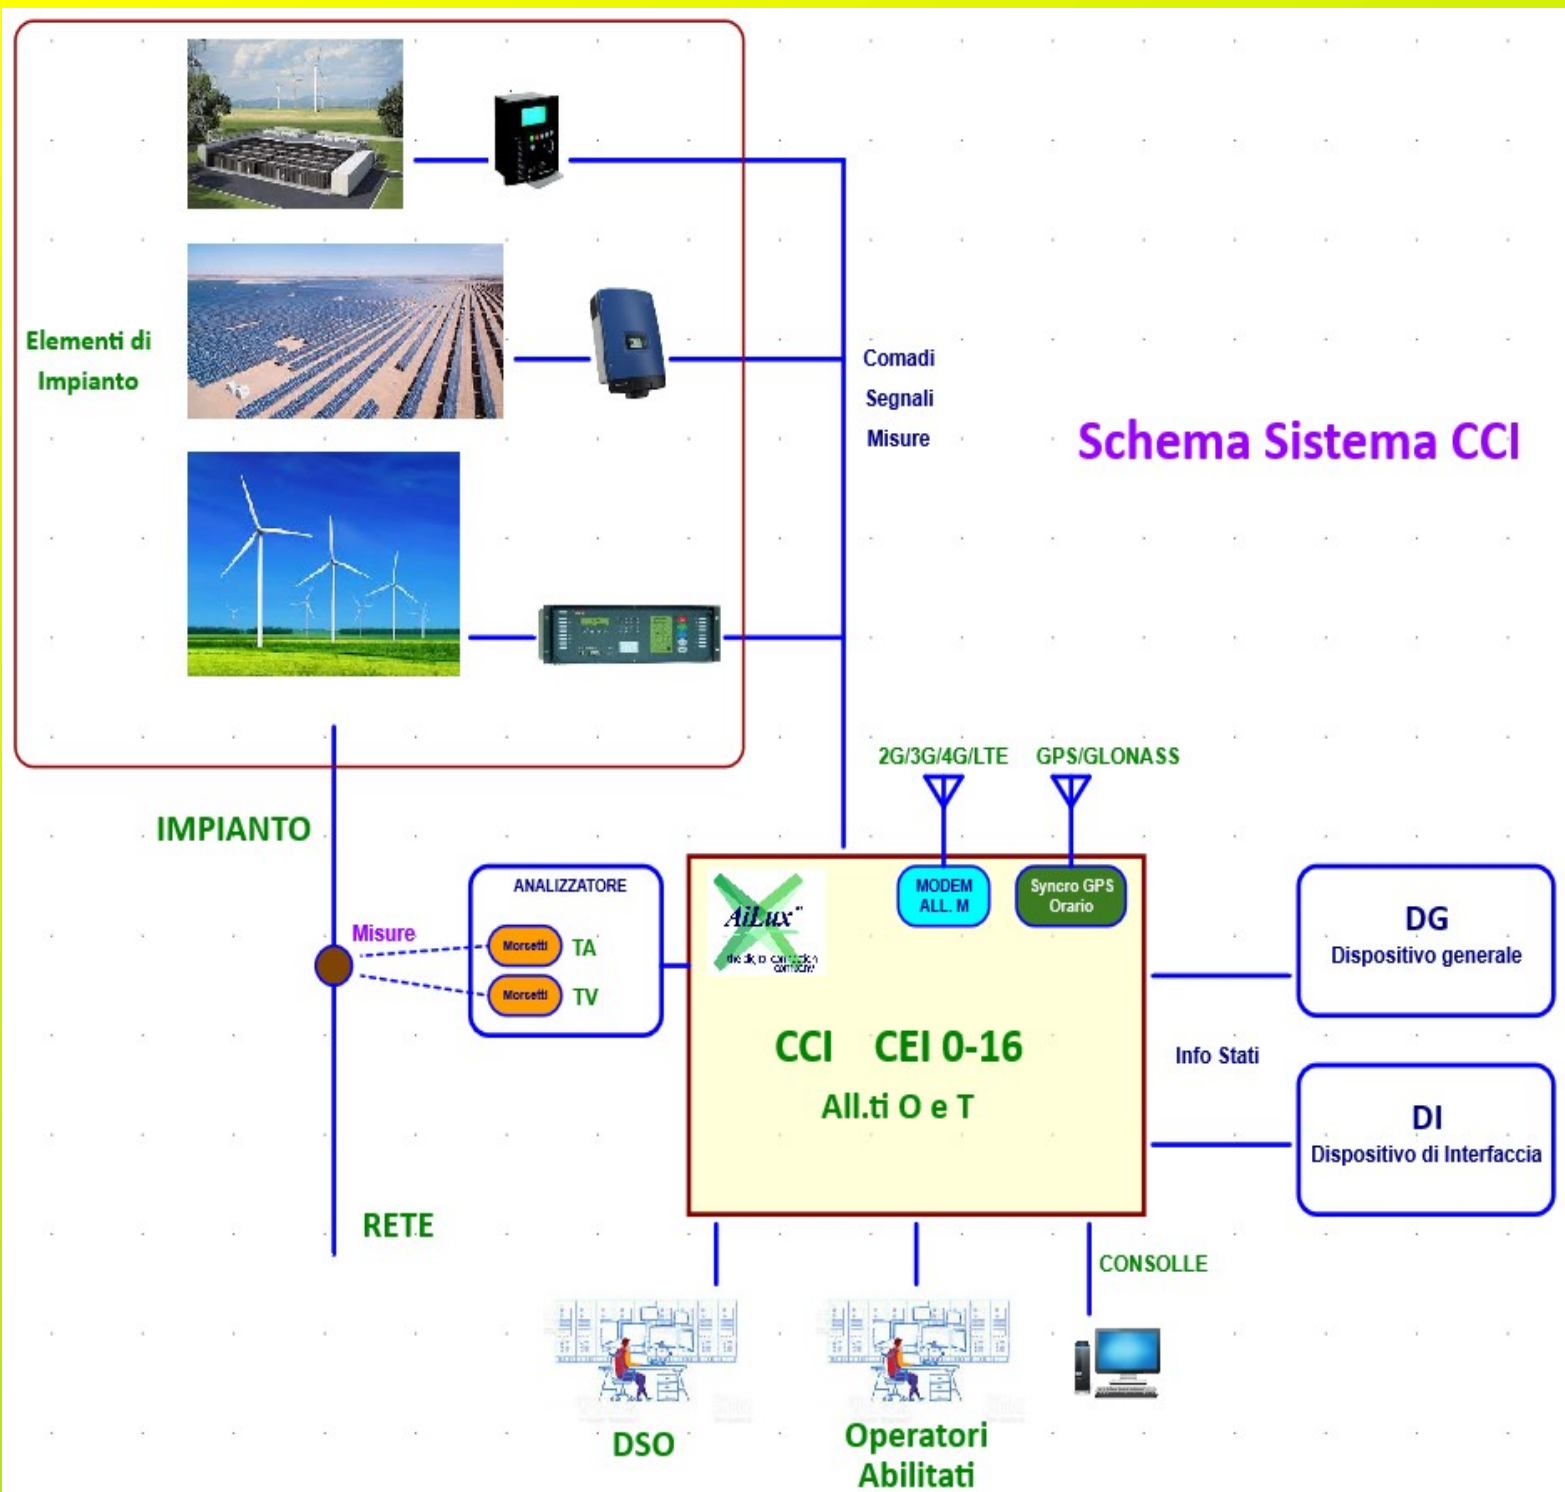 Elementi di
Impianto
Comadi
Segnali
Misure
Schema Sistema CCI
2G/3G/4G/LTE
GPS/GLONASS
IMPIANTO
Misure
ANALIZZATORE
Morsetti
TA
Morsetti
TV
AiLux
MODEM
ALL. M
Syncro GPS
Orario
CCI CEI 0-16
All.ti O e T
DG
Dispositivo generale
Info Stati
DI
Dispositivo di Interfaccia
RETE
CONSOLLE
DSO
Operatori
Abilitati